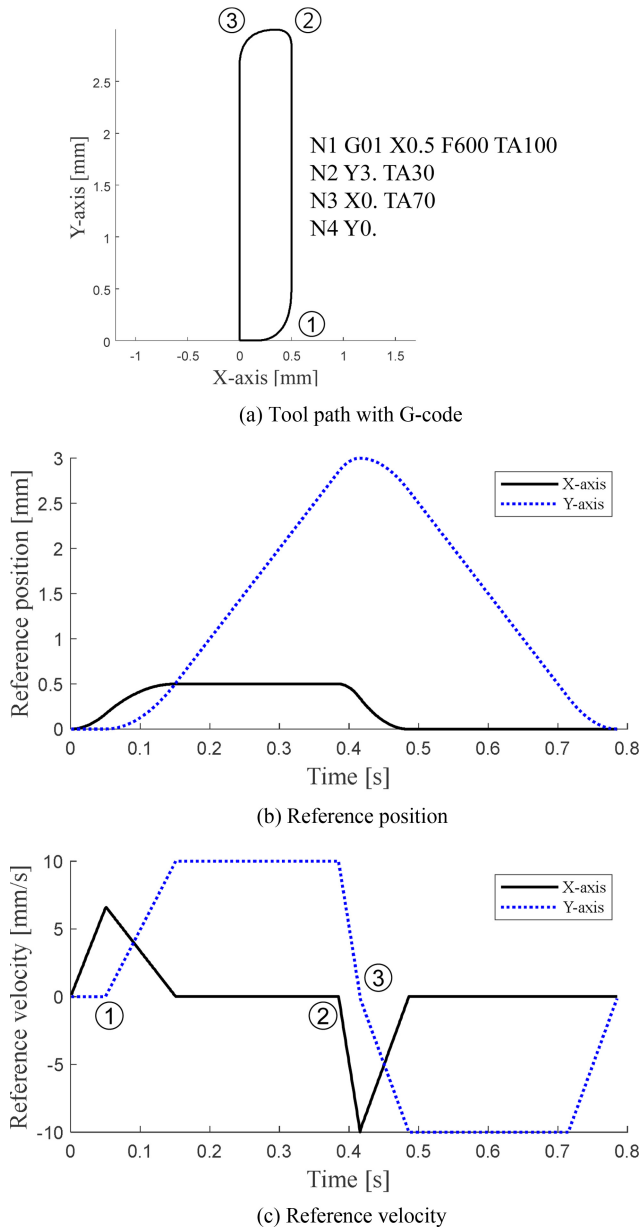 ③ ②
2.5
2
1.5
1
0.5
0
Y-axis [mm]
N1 G01 X0.5 F600 TA100
N2 Y3. TA30
N3 X0. TA70
N4 Y0.
①
-1 -0.5 0 0.5 1 1.5
X-axis [mm]
(a) Tool path with G-code
3
2.5
2
1.5
1
0.5
0
Reference position [mm]
X-axis
Y-axis
0 0.1 0.2 0.3 0.4 0.5 0.6 0.7 0.8
Time [s]
(b) Reference position
10
5
0
-5
-10
Reference velocity [mm/s]
X-axis
Y-axis
① ② ③
0 0.1 0.2 0.3 0.4 0.5 0.6 0.7 0.8
Time [s]
(c) Reference velocity